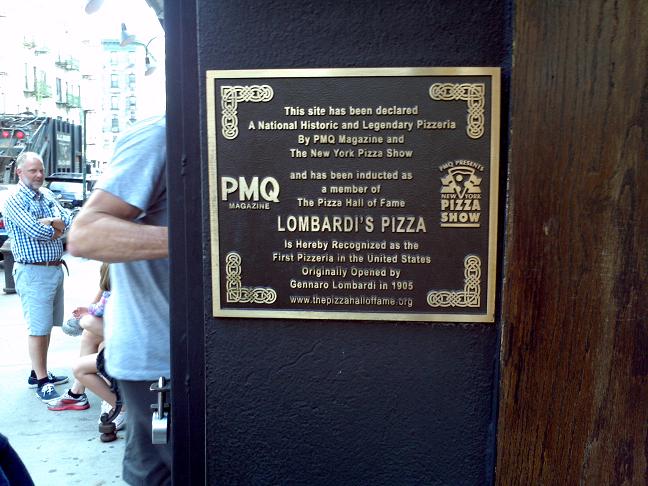 This site has been declared
A National Historic and Legendary Pizzeria
By PMQ Magazine and
The New York Pizza Show
and has been inducted as
a member of
The Pizza Hall of Fame
PMQ
MAGAZINE
PMQ PRESENTS
NEW YORK
PIZZA
SHOW
LOMBARDI'S PIZZA
Is Hereby Recognized as the
First Pizzeria in the United States
Originally Opened by
Gennaro Lombardi in 1905
www.thepizzahalloffame.org